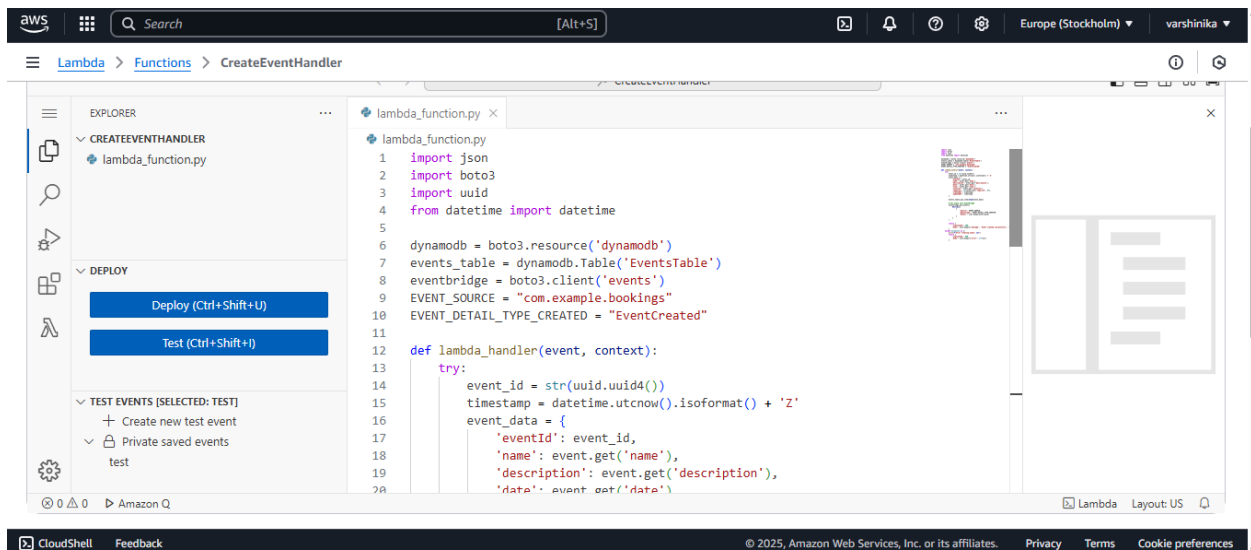 aws
Search [Alt+S]
Europe (Stockholm) ▼
varshinika ▼
Lambda > Functions > CreateEventHandler
CreateEventHandler
EXPLORER
CREATEEVENTHANDLER
lambda_function.py
DEPLOY
Deploy (Ctrl+Shift+U)
Test (Ctrl+Shift+I)
TEST EVENTS [SELECTED: TEST]
Create new test event
Private saved events
test
lambda_function.py
lambda_function.py
1 import json
2 import boto3
3 import uuid
4 from datetime import datetime
5
6 dynamodb = boto3.resource('dynamodb')
7 events_table = dynamodb.Table('EventsTable')
8 eventbridge = boto3.client('events')
9 EVENT_SOURCE = "com.example.bookings"
10 EVENT_DETAIL_TYPE_CREATED = "EventCreated"
11
12 def lambda_handler(event, context):
13 try:
14 event_id = str(uuid.uuid4())
15 timestamp = datetime.utcnow().isoformat() + 'Z'
16 event_data = {
17 'eventId': event_id,
18 'name': event.get('name'),
19 'description': event.get('description'),
20 'date': event.get('date')
0 0 Amazon Q
Lambda Layout: US
CloudShell Feedback
© 2025, Amazon Web Services, Inc. or its affiliates. Privacy Terms Cookie preferences